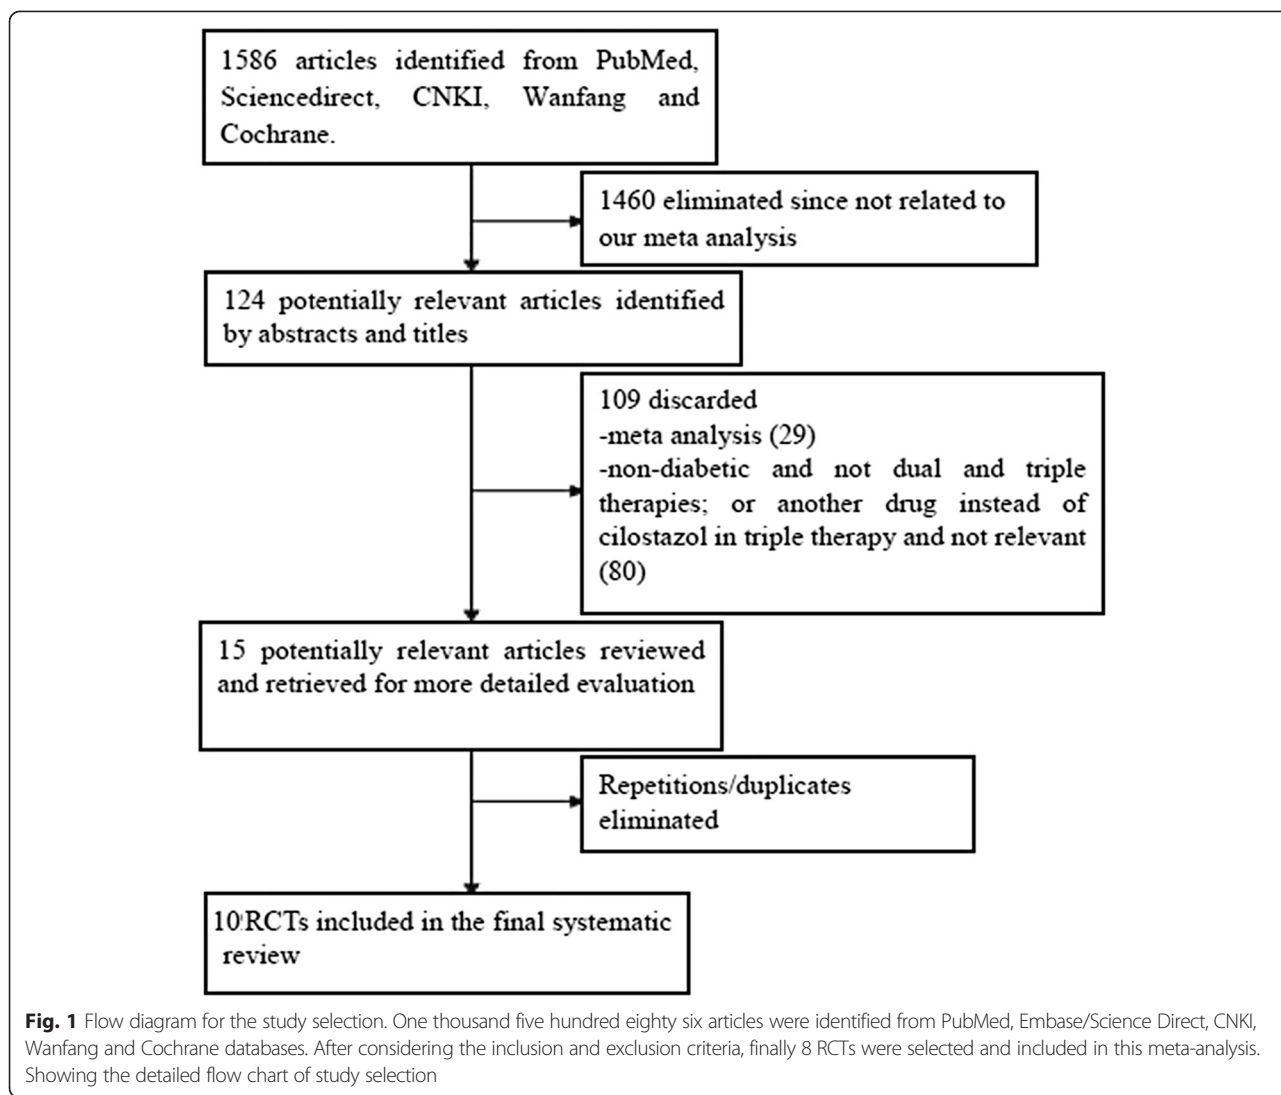 1586 articles identified from PubMed,
Sciencedirect, CNKI, Wanfang and
Cochrane.
1460 eliminated since not related to
our meta analysis
124 potentially relevant articles identified
by abstracts and titles
109 discarded
-meta analysis (29)
-non-diabetic and not dual and triple
therapies; or another drug instead of
cilostazol in triple therapy and not relevant
(80)
15 potentially relevant articles reviewed
and retrieved for more detailed evaluation
Repetitions/duplicates
eliminated
10 RCTs included in the final systematic
review
Fig. 1 Flow diagram for the study selection. One thousand five hundred eighty six articles were identified from PubMed, Embase/Science Direct, CNKI,
Wanfang and Cochrane databases. After considering the inclusion and exclusion criteria, finally 8 RCTs were selected and included in this meta-analysis.
Showing the detailed flow chart of study selection